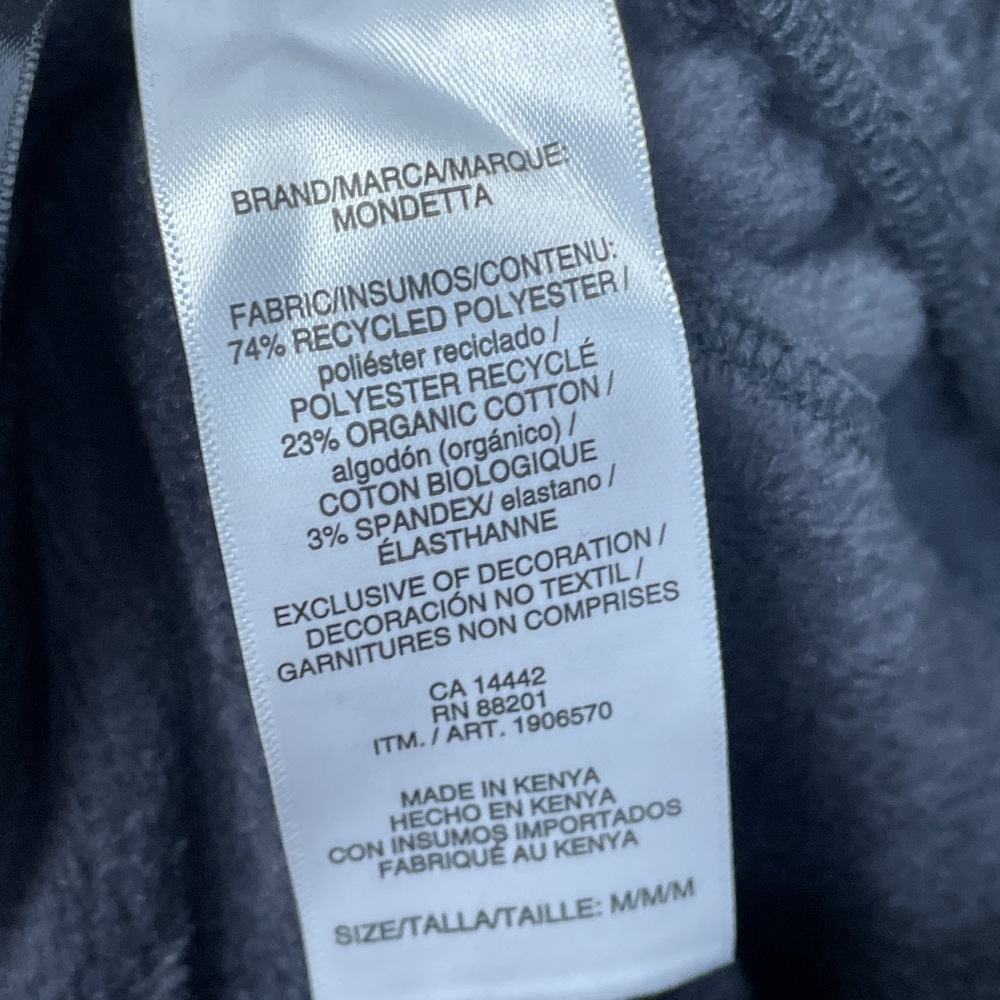 BRAND/MARCA/MARQUE:
MONDETTA
FABRIC/INSUMOS/CONTENU:
74% RECYCLED POLYESTER /
poliéster reciclado /
POLYESTER RECYCLÉ
23% ORGANIC COTTON /
algodón (orgánico) /
COTON BIOLOGIQUE
3% SPANDEX/ elastano /
ÉLASTHANNE
EXCLUSIVE OF DECORATION /
DECORACIÓN NO TEXTIL /
GARNITURES NON COMPRISES
CA 14442
RN 88201
ITM. / ART. 1906570
MADE IN KENYA
HECHO EN KENYA
CON INSUMOS IMPORTADOS
FABRIQUÉ AU KENYA
SIZE/TALLA/TAILLE: M/M/M